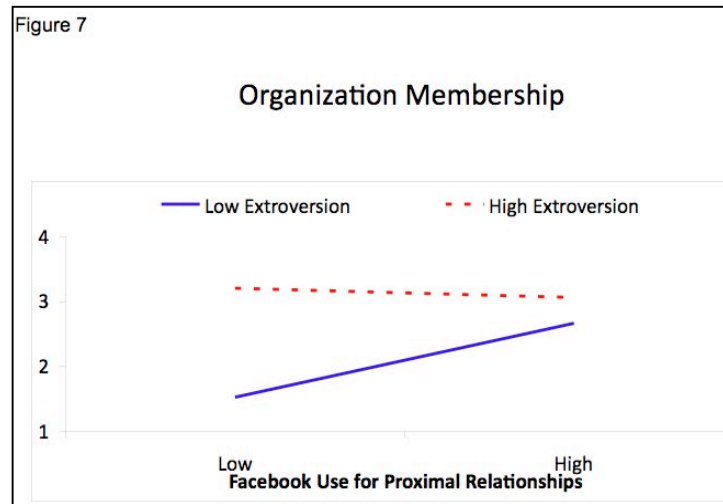 Figure 7
Organization Membership
Low Extroversion High Extroversion
4
3
2
1
Low High
Facebook Use for Proximal Relationships